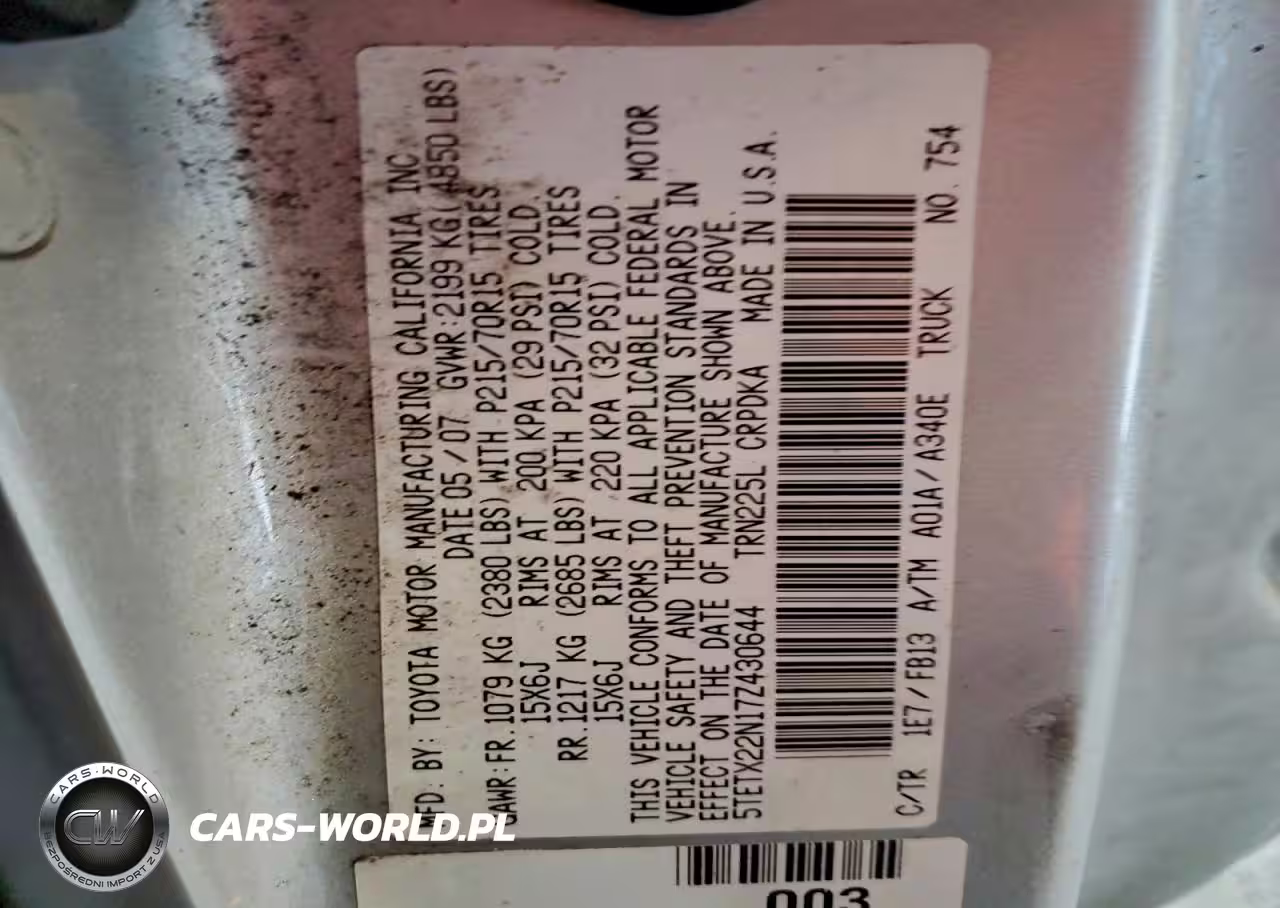 MFD. BY: TOYOTA MOTOR MANUFACTURING CALIFORNIA INC
DATE 05/07 GVWR:2199 KG(4850 LBS)
GAWR:FR.1079 KG (2380 LBS) WITH P215/70R15 TIRES
15X6J RIMS AT 200 KPA (29 PSI) COLD.
RR.1217 KG (2685 LBS) WITH P215/70R15 TIRES
15X6J RIMS AT 220 KPA (32 PSI) COLD.
THIS VEHICLE CONFORMS TO ALL APPLICABLE FEDERAL MOTOR
VEHICLE SAFETY AND THEFT PREVENTION STANDARDS IN
EFFECT ON THE DATE OF MANUFACTURE SHOWN ABOVE.
5TETX22N17Z430644 TRN225L CRPDKA MADE IN U.S.A.
C/TR 1E7/FB13 A/TM A01A/A340E TRUCK NO. 754
003
CARS-WORLD
CW
BEZPOŚREDNI IMPORT Z USA
CARS-WORLD.PL